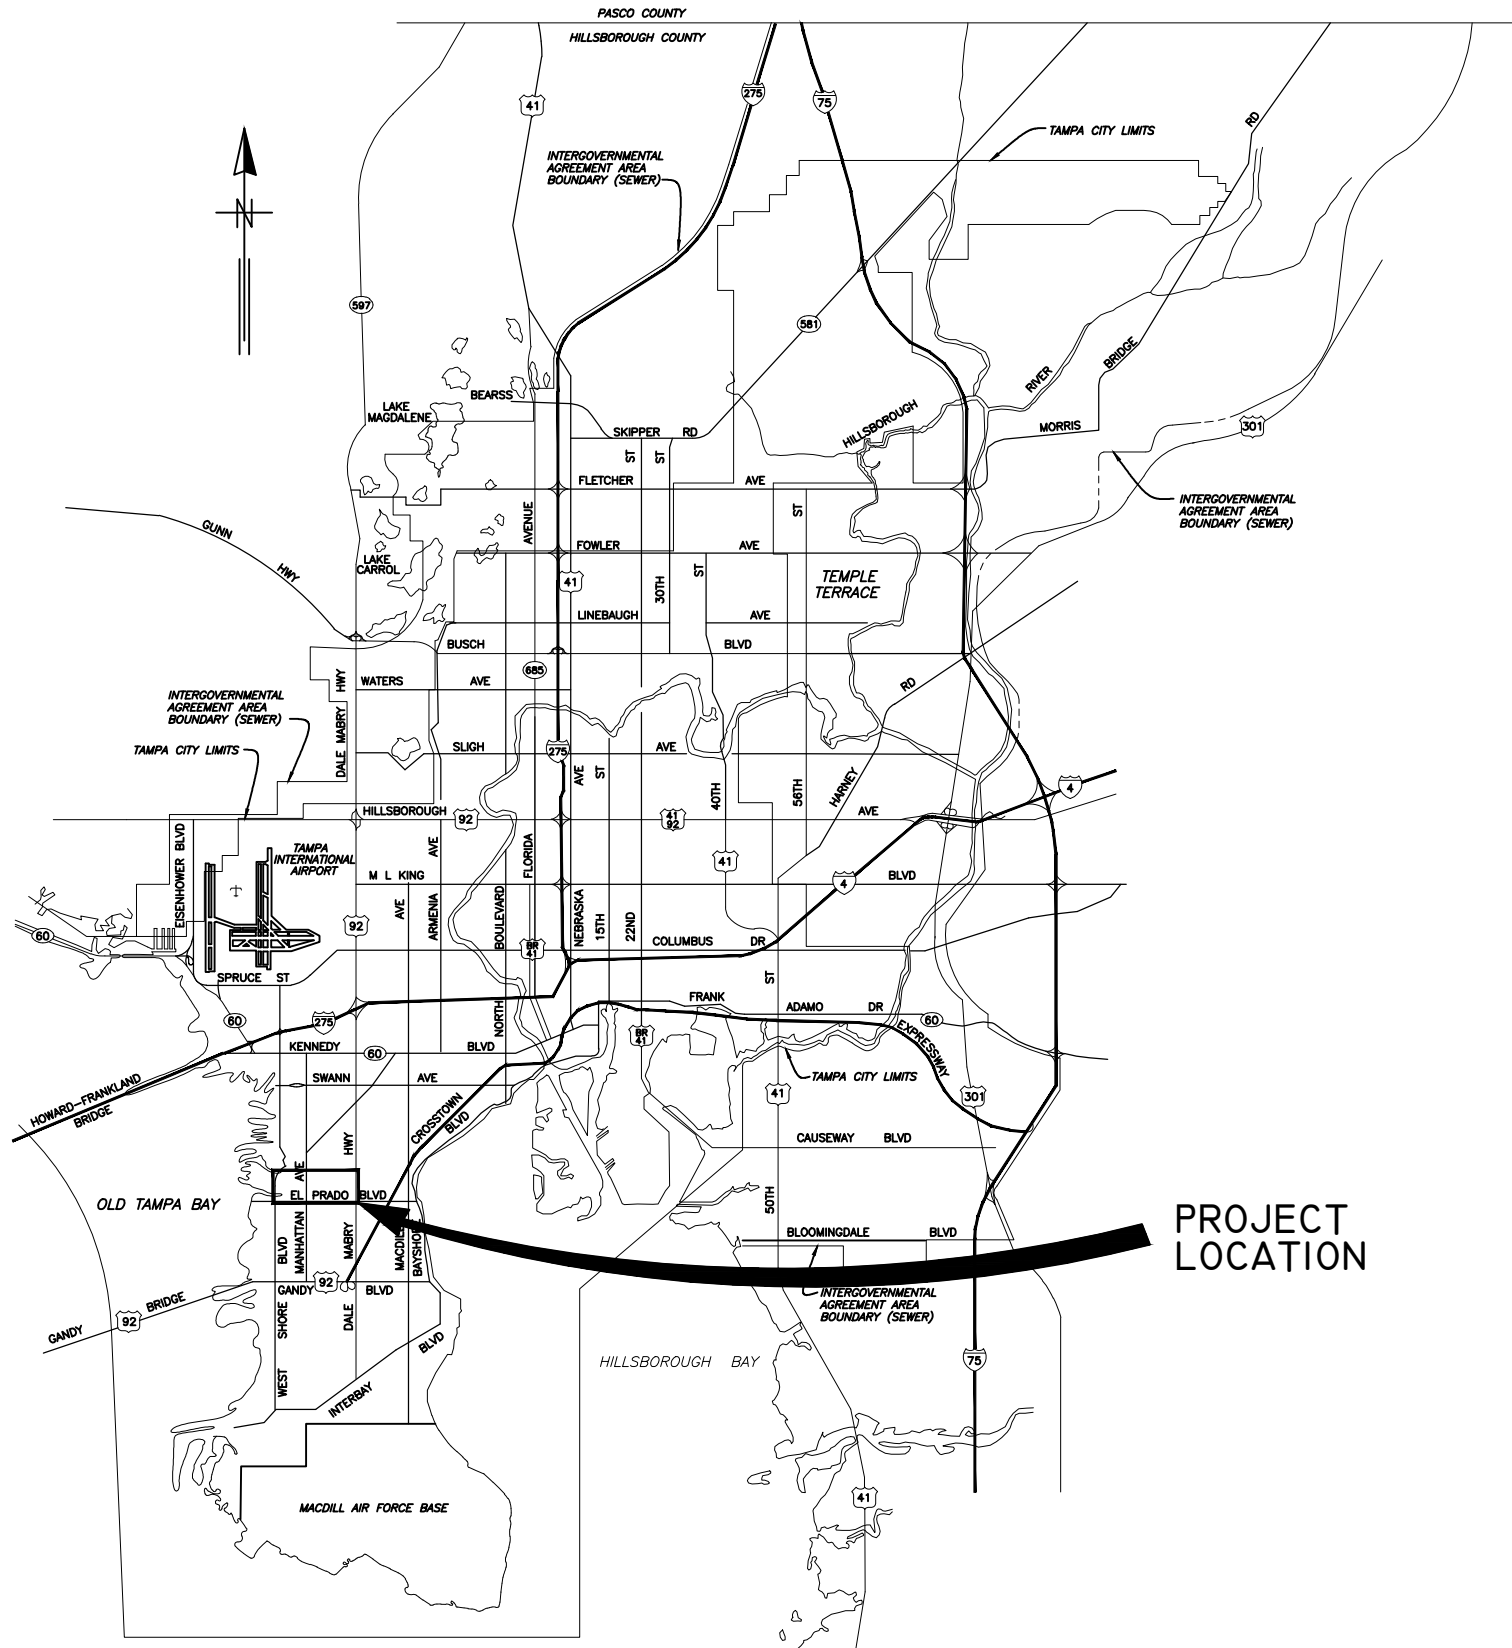 PASCO COUNTY
HILLSBOROUGH COUNTY
41
275
75
RD
TAMPA CITY LIMITS
INTERGOVERNMENTAL
AGREEMENT AREA
BOUNDARY (SEWER)
N
597
581
BRIDGE
RIVER
BEARSS
LAKE
MAGDALENE
HILLSBOROUGH
SKIPPER RD
MORRIS
301
ST
ST
FLETCHER AVE
INTERGOVERNMENTAL
AGREEMENT AREA
BOUNDARY (SEWER)
AVENUE
ST
GUNN
HWY
FOWLER AVE
LAKE
CARROL
41
30TH
ST
TEMPLE
TERRACE
LINEBAUGH AVE
BUSCH BLVD
685
HWY
WATERS AVE
RD
INTERGOVERNMENTAL
AGREEMENT AREA
BOUNDARY (SEWER)
TAMPA CITY LIMITS
DALE MABRY
SLIGH AVE
275
AVE
ST
40TH
56TH
HARNEY
4
HILLSBOROUGH
92
41
92
AVE
EISENHOWER BLVD
TAMPA
INTERNATIONAL
AIRPORT
AVE
FLORIDA
41
M L KING BLVD
4
60
92
AVE
ARMENIA
BOULEVARD
NEBRASKA
15TH
22ND
BR
41
COLUMBUS DR
SPRUCE ST
ST
FRANK
ADAMO DR
60
60
275
NORTH
BR
41
EXPRESSWAY
KENNEDY
60
BLVD
SWANN AVE
TAMPA CITY LIMITS
41
301
HOWARD-FRANKLAND
BRIDGE
CROSSTOWN
BLVD
HWY
CAUSEWAY BLVD
AVE
EL PRADO BLVD
OLD TAMPA BAY
50TH
PROJECT
LOCATION
BLVD
MANHATTAN
MABRY
MACDILL
BAYSHORE
BLOOMINGDALE BLVD
92
GANDY BLVD
INTERGOVERNMENTAL
AGREEMENT AREA
BOUNDARY (SEWER)
GANDY
92
BRIDGE
SHORE
DALE
BLVD
HILLSBOROUGH BAY
75
WEST
INTERBAY
MACDILL AIR FORCE BASE
41